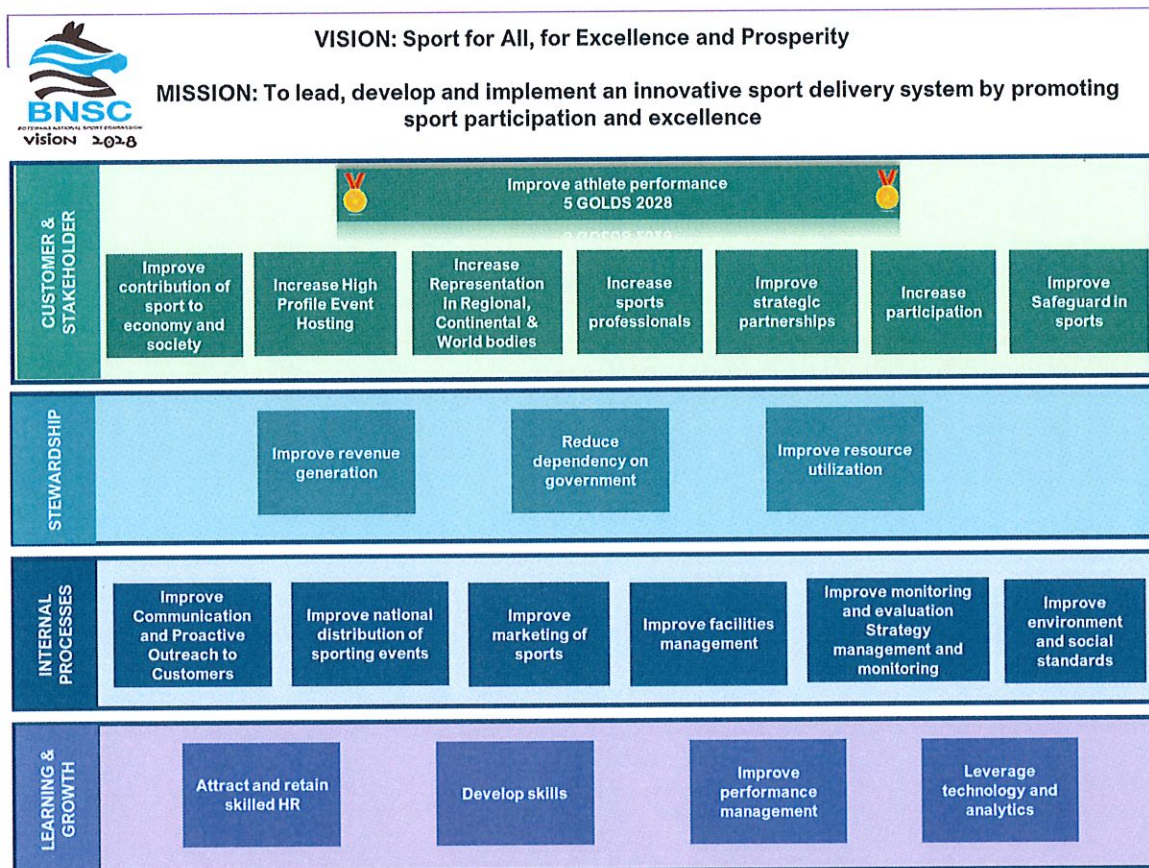 VISION: Sport for All, for Excellence and Prosperity
BNSC
BOTSWANA NATIONAL SPORT COMMISSION
VISION 2028
MISSION: To lead, develop and implement an innovative sport delivery system by promoting
sport participation and excellence
CUSTOMER &
STAKEHOLDER
Improve athlete performance
5 GOLDS 2028
Improve
contribution of
sport to
economy and
society
Increase High
Profile Event
Hosting
Increase
Representation
in Regional,
Continental &
World bodies
Increase
sports
professionals
Improve
strategic
partnerships
Increase
participation
Improve
Safeguard in
sports
STEWARDSHIP
Improve revenue
generation
Reduce
dependency on
government
Improve resource
utilization
INTERNAL
PROCESSES
Improve
Communication
and Proactive
Outreach to
Customers
Improve national
distribution of
sporting events
Improve
marketing of
sports
Improve facilities
management
Improve monitoring
and evaluation
Strategy
management and
monitoring
Improve
environment
and social
standards
LEARNING &
GROWTH
Attract and retain
skilled HR
Develop skills
Improve
performance
management
Leverage
technology and
analytics